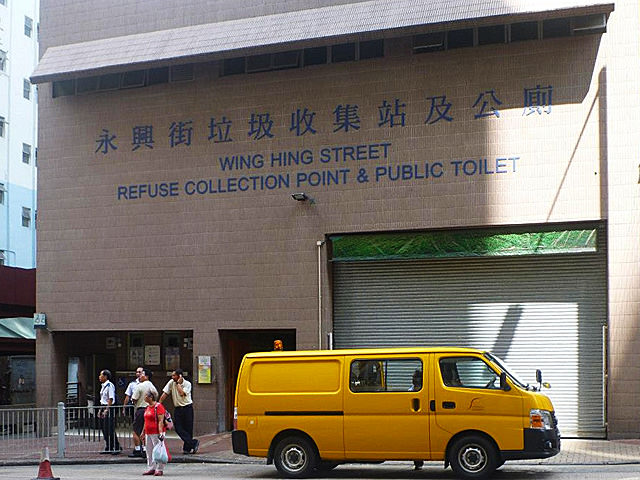 永興街垃圾收集站及公廁
WING HING STREET
REFUSE COLLECTION POINT & PUBLIC TOILET